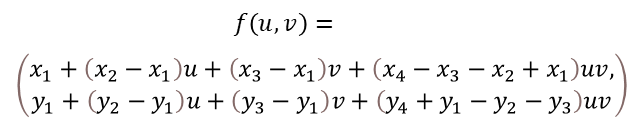 f(u, v) =
(x₁ + (x₂ − x₁)u + (x₃ − x₁)v + (x₄ − x₃ − x₂ + x₁)uv,
y₁ + (y₂ − y₁)u + (y₃ − y₁)v + (y₄ + y₁ − y₂ − y₃)uv)